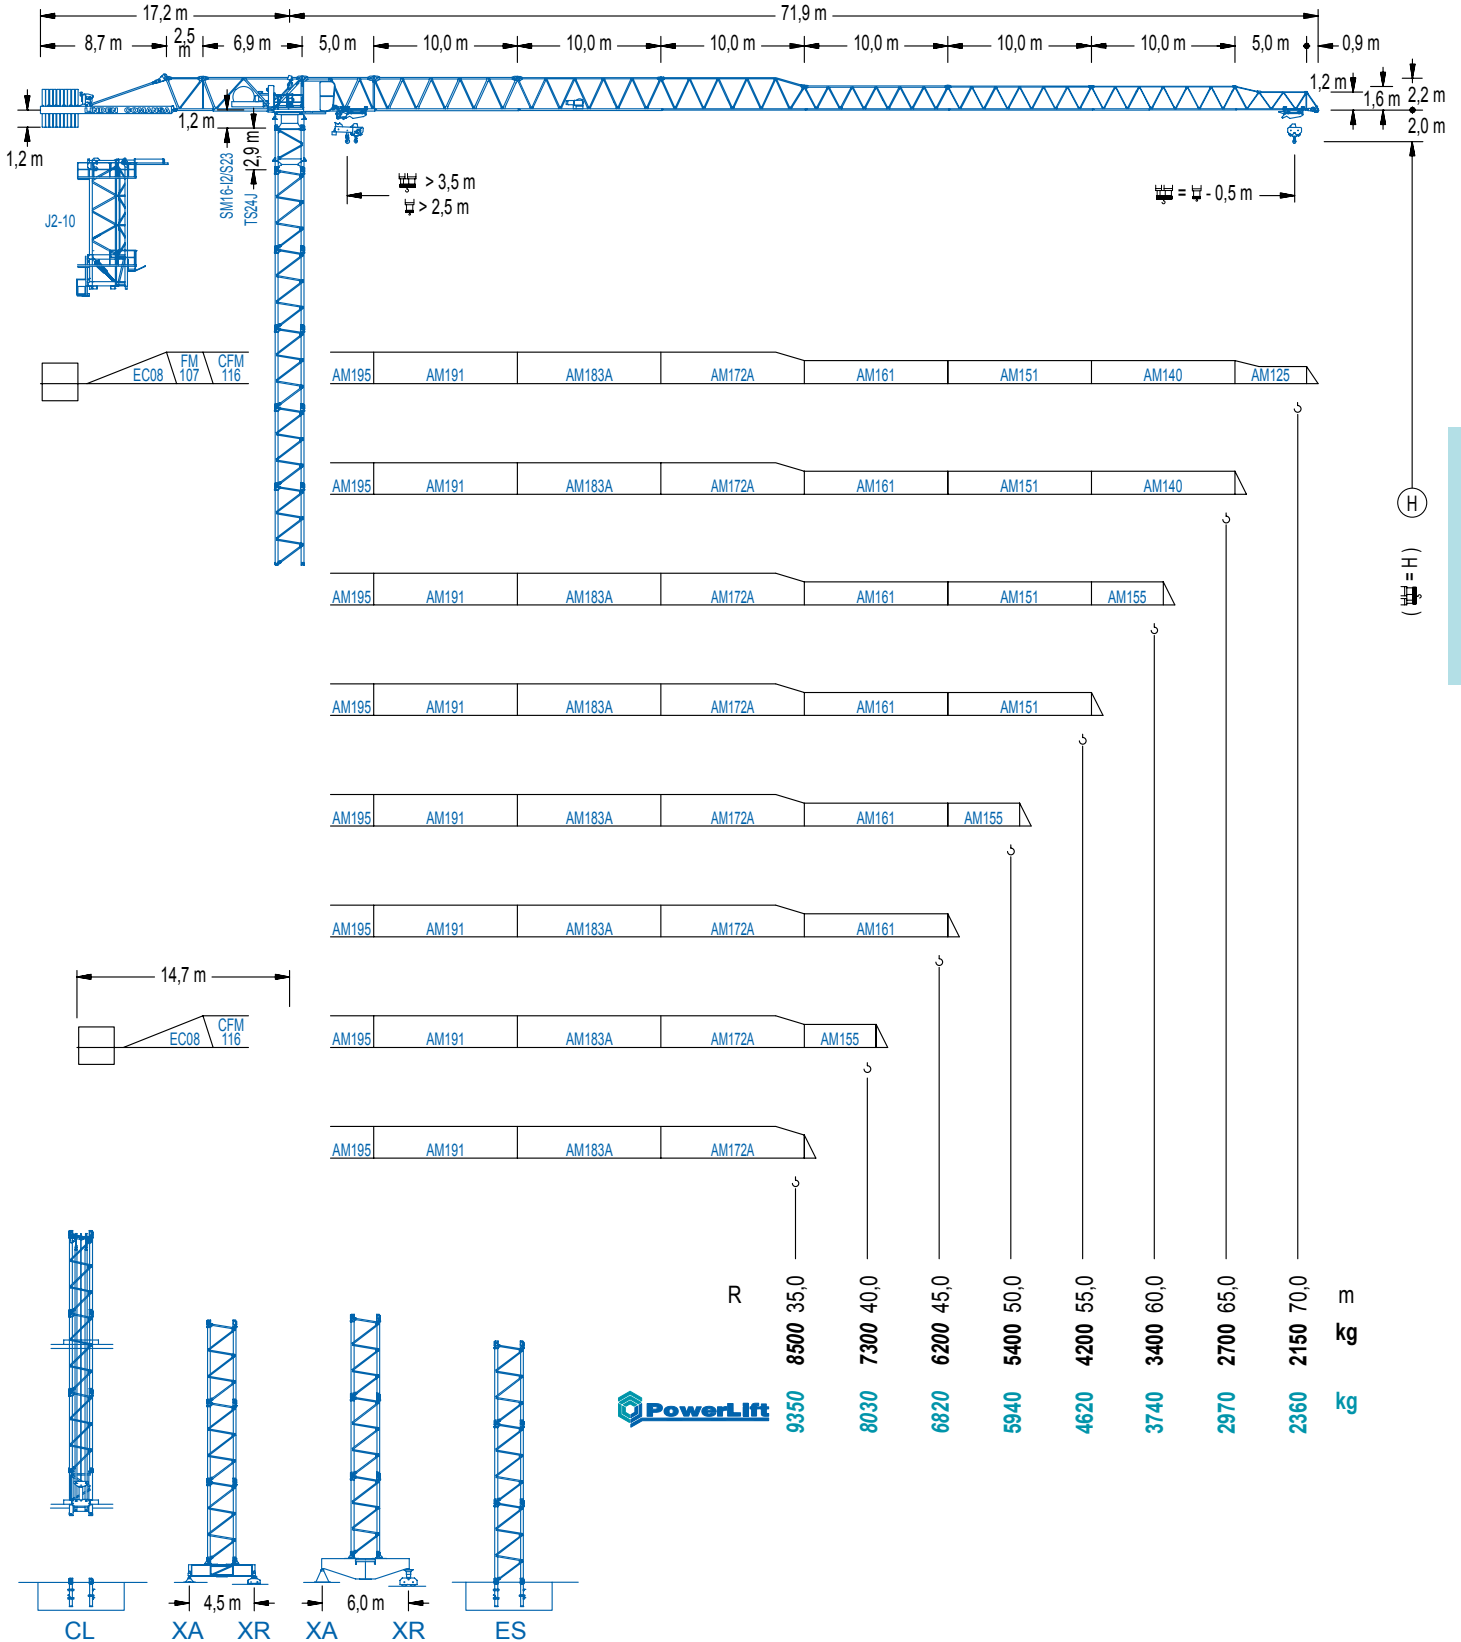 17,2 m 71,9 m
8,7 m 2,5 m 6,9 m 5,0 m 10,0 m 10,0 m 10,0 m 10,0 m 10,0 m 10,0 m 5,0 m 0,9 m
LINDEN COMANSA
1,2 m 1,6 m 2,2 m
2,0 m
1,2 m 1,2 m 2,9 m
SM16-I2/S23
TS24J
J2-10
> 3,5 m
> 2,5 m
= - 0,5 m
EC08 FM 107 CFM 116 AM195 AM191 AM183A AM172A AM161 AM151 AM140 AM125
AM195 AM191 AM183A AM172A AM161 AM151 AM140
H
( H = )
AM195 AM191 AM183A AM172A AM161 AM151 AM155
AM195 AM191 AM183A AM172A AM161 AM151
AM195 AM191 AM183A AM172A AM161 AM155
AM195 AM191 AM183A AM172A AM161
14,7 m
EC08 CFM 116 AM195 AM191 AM183A AM172A AM155
AM195 AM191 AM183A AM172A
R 35,0 40,0 45,0 50,0 55,0 60,0 65,0 70,0 m
8500 7300 6200 5400 4200 3400 2700 2150 kg
PowerLift 9350 8030 6820 5940 4620 3740 2970 2360 kg
4,5 m 6,0 m
CL XA XR XA XR ES